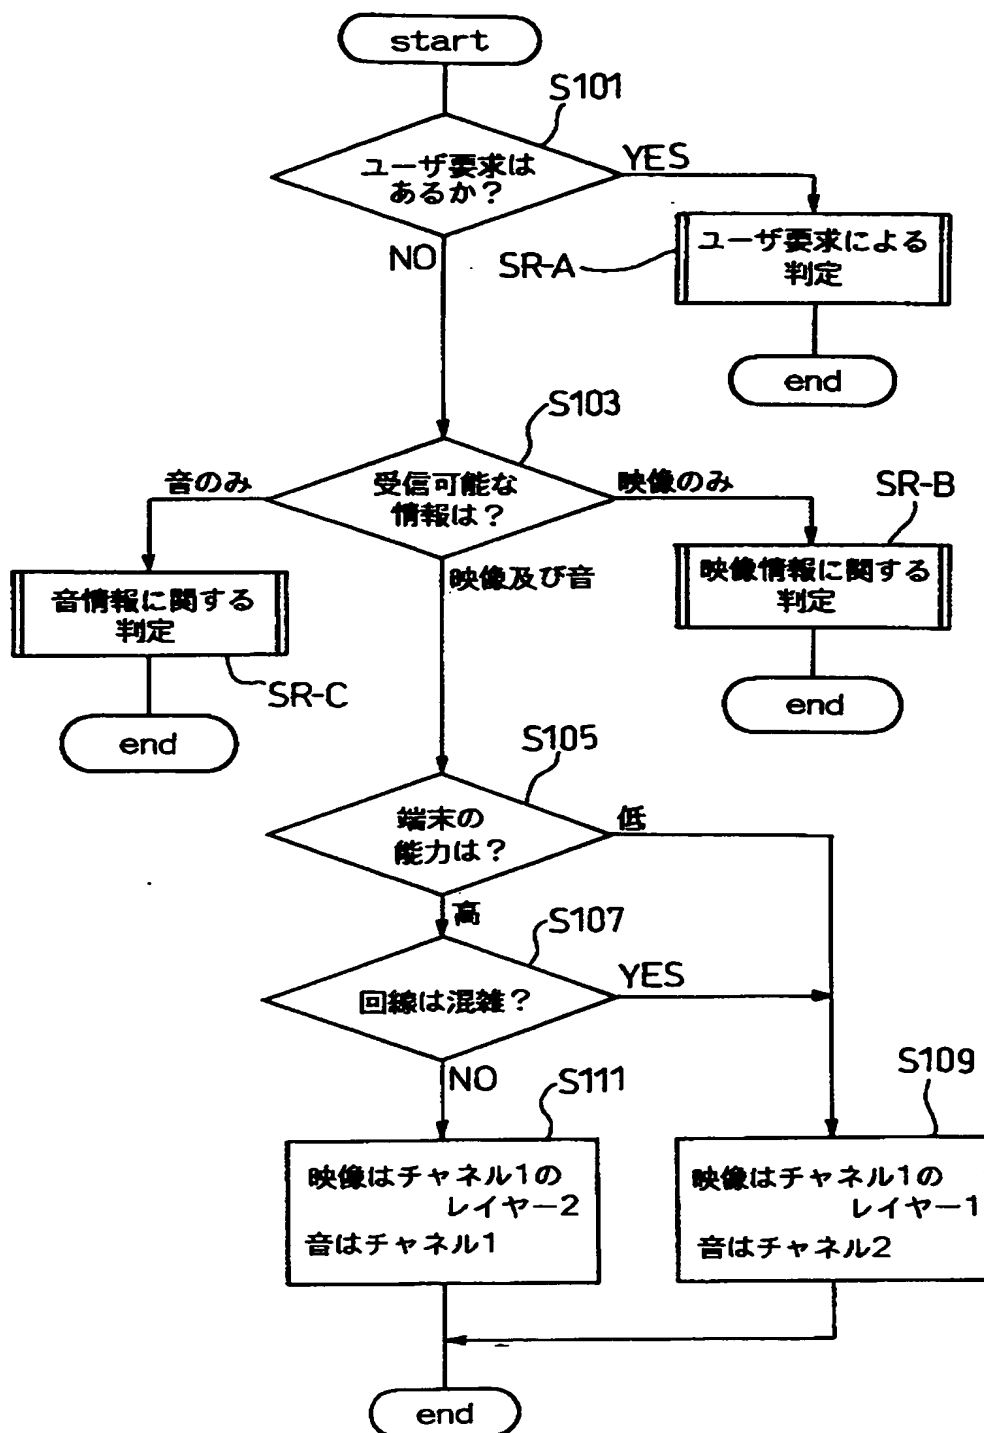 start
S101
ユーザ要求は
あるか？
YES
NO
SR-A
ユーザ要求による
判定
end
S103
受信可能な
情報は？
音のみ
映像のみ
SR-B
映像及び音
音情報に関する
判定
SR-C
end
映像情報に関する
判定
end
S105
端末の
能力は？
低
高
S107
回線は混雑？
YES
NO
S111
S109
映像はチャネル1の
レイヤー2
音はチャネル1
映像はチャネル1の
レイヤー1
音はチャネル2
end